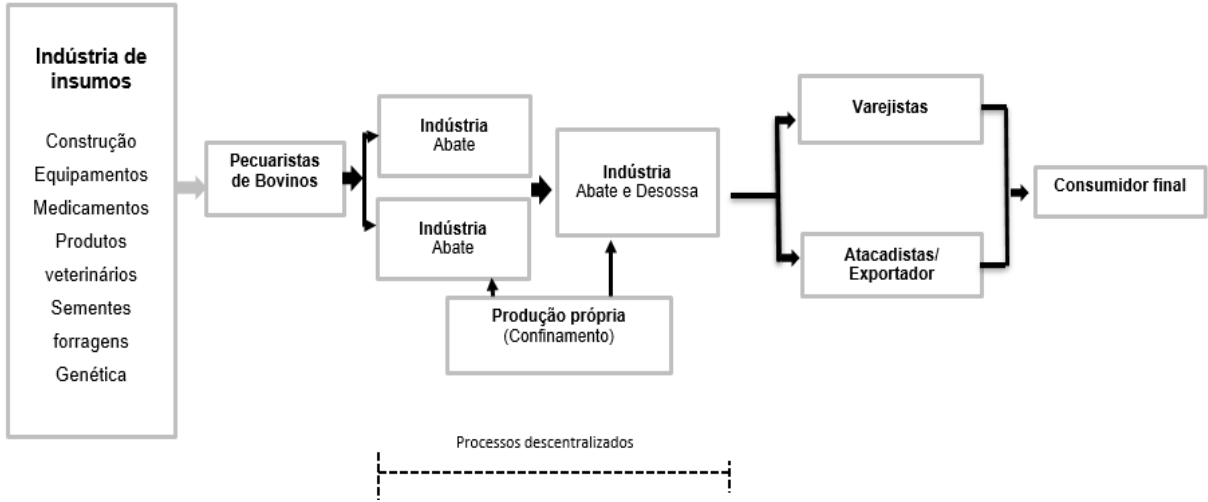 Indústria de
insumos
Construção
Equipamentos
Medicamentos
Produtos
veterinários
Sementes
forragens
Genética
Pecuaristas
de Bovinos
Indústria
Abate
Indústria
Abate
Produção própria
(Confinamento)
Indústria
Abate e Desossa
Varejistas
Atacadistas/
Exportador
Consumidor final
Processos descentralizados